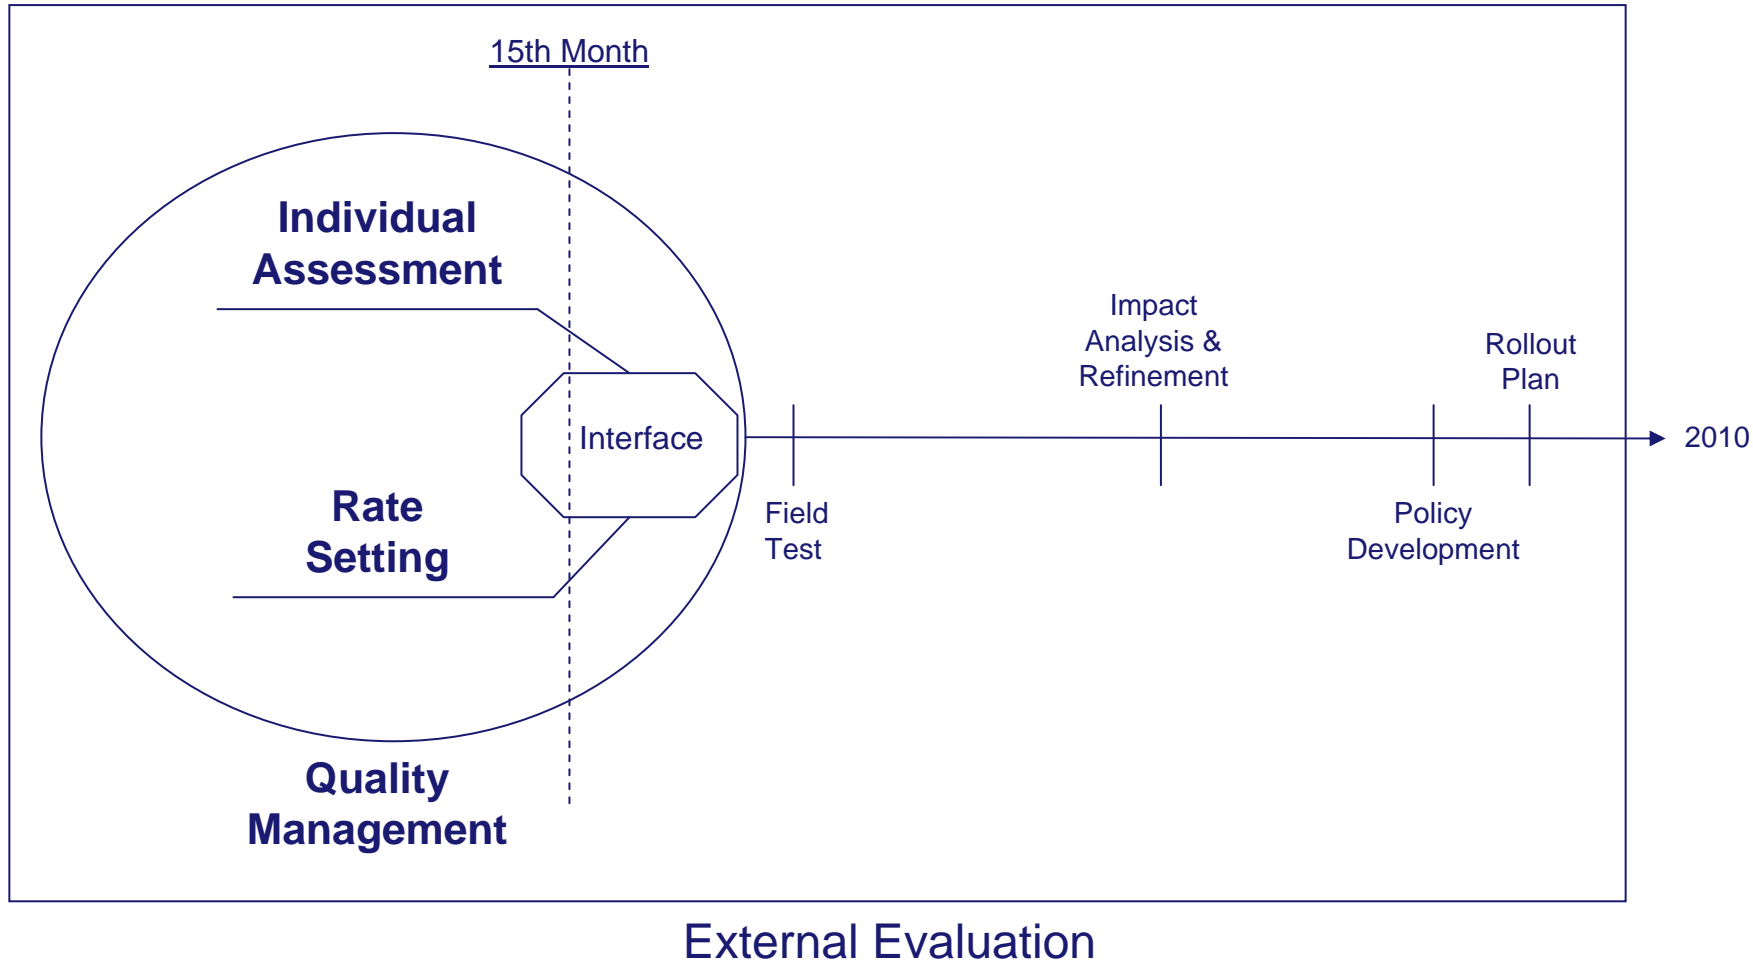 15th Month
Individual
Assessment
Interface
Rate
Setting
Quality
Management
Field
Test
Impact
Analysis &
Refinement
Policy
Development
Rollout
Plan
2010
External Evaluation